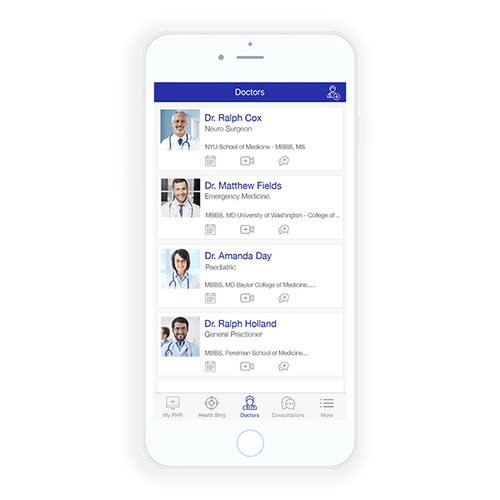 Doctors
Dr. Ralph Cox
Neuro Surgeon
NYU School of Medicine - MBBS, MS
Dr. Matthew Fields
Emergency Medicine.
MBBS, MD University of Washington - College of ..
Dr. Amanda Day
Paediatric
MBBS, MD Baylor College of Medicine.....
Dr. Ralph Holland
General Practioner
MBBS, Perelman School of Medicine...
My PHR
Health Blog
Doctors
Consultations
More